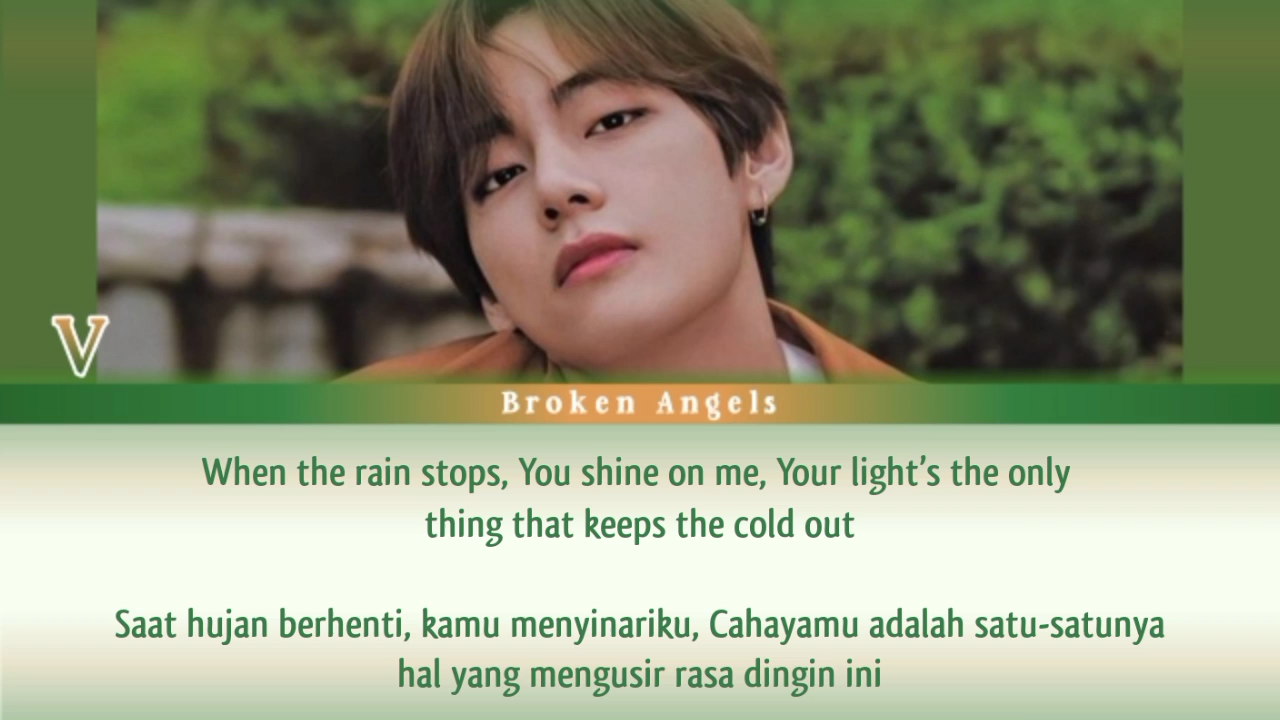 V
Broken Angels
When the rain stops, You shine on me, Your light’s the only
thing that keeps the cold out
Saat hujan berhenti, kamu menyinariku, Cahayamu adalah satu-satunya
hal yang mengusir rasa dingin ini